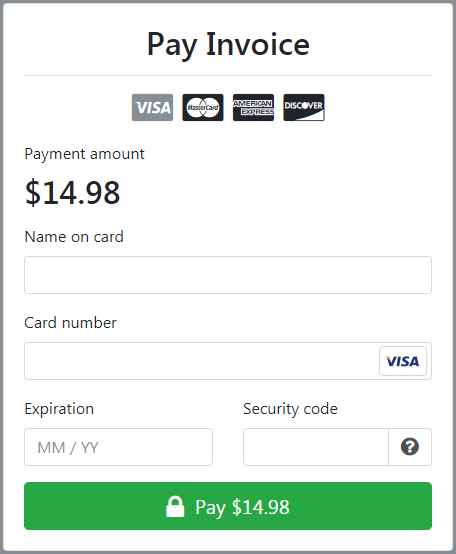 Pay Invoice
VISA MasterCard AMERICAN EXPRESS DISCOVER
Payment amount
$14.98
Name on card
Card number
VISA
Expiration Security code
MM / YY ?
Pay $14.98